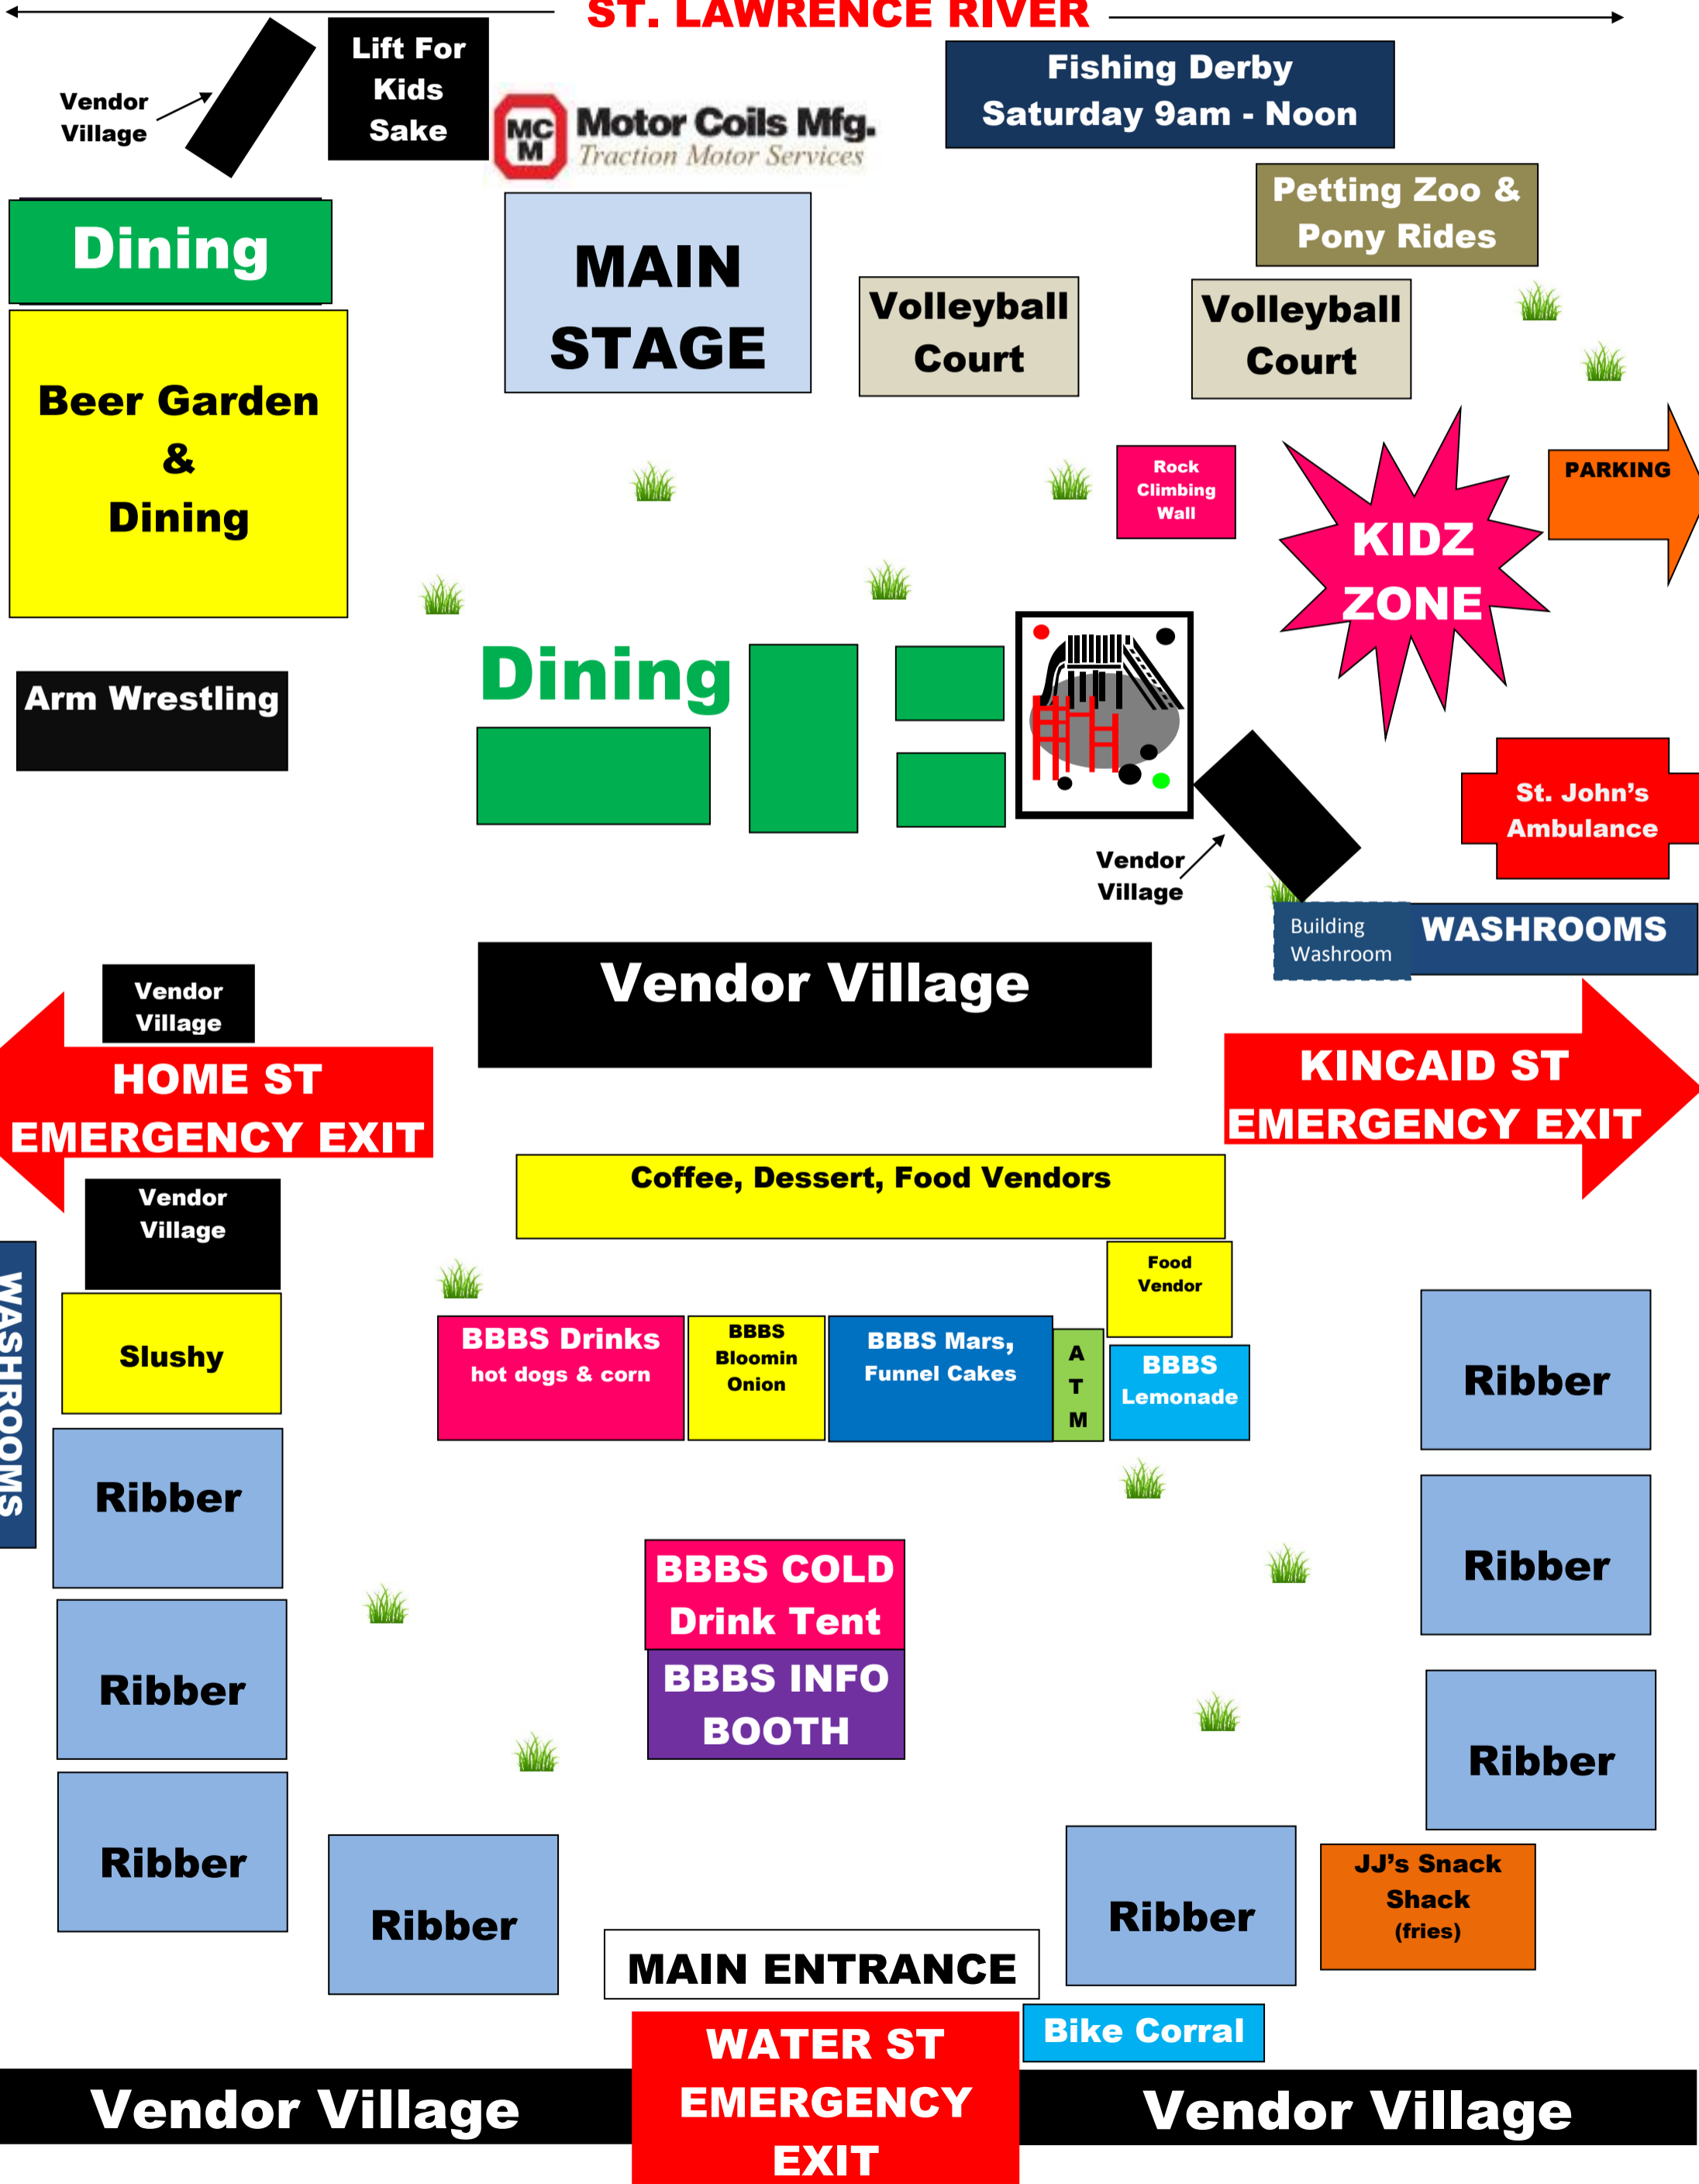 ST. LAWRENCE RIVER
Vendor
Village
Lift For
Kids
Sake
MC
M
Motor Coils Mfg.
Traction Motor Services
Fishing Derby
Saturday 9am - Noon
Petting Zoo &
Pony Rides
Dining
MAIN
STAGE
Volleyball
Court
Volleyball
Court
Beer Garden
&
Dining
Rock
Climbing
Wall
KIDZ
ZONE
PARKING
Dining
Arm Wrestling
St. John's
Ambulance
Vendor
Village
Building
Washroom
WASHROOMS
Vendor Village
Vendor
Village
HOME ST
EMERGENCY EXIT
KINCAID ST
EMERGENCY EXIT
Coffee, Dessert, Food Vendors
Vendor
Village
WASHROOMS
Slushy
Food
Vendor
BBBS Drinks
hot dogs & corn
BBBS
Bloomin
Onion
BBBS Mars,
Funnel Cakes
A
T
M
BBBS
Lemonade
Ribber
Ribber
Ribber
BBBS COLD
Drink Tent
BBBS INFO
BOOTH
Ribber
Ribber
Ribber
Ribber
Ribber
JJ's Snack
Shack
(fries)
MAIN ENTRANCE
Bike Corral
WATER ST
EMERGENCY
EXIT
Vendor Village
Vendor Village